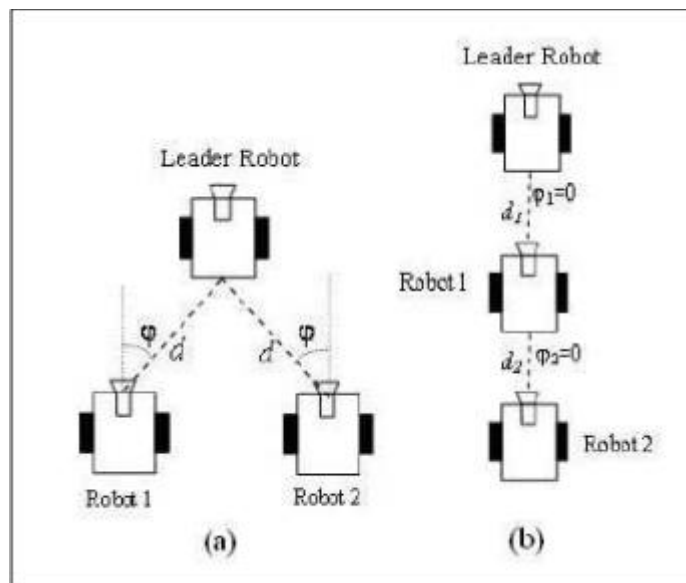 Leader Robot
φ
d
d
φ
Robot 1
Robot 2
(a)
Leader Robot
φ₁=0
d₁
Robot 1
φ₂=0
d₂
Robot 2
(b)